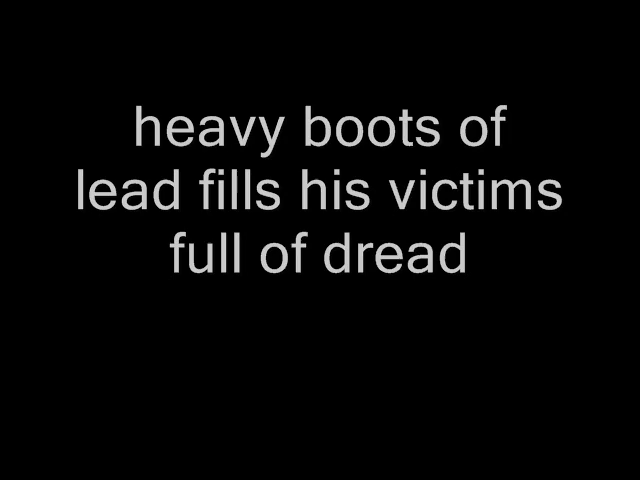 heavy boots of
lead fills his victims
full of dread